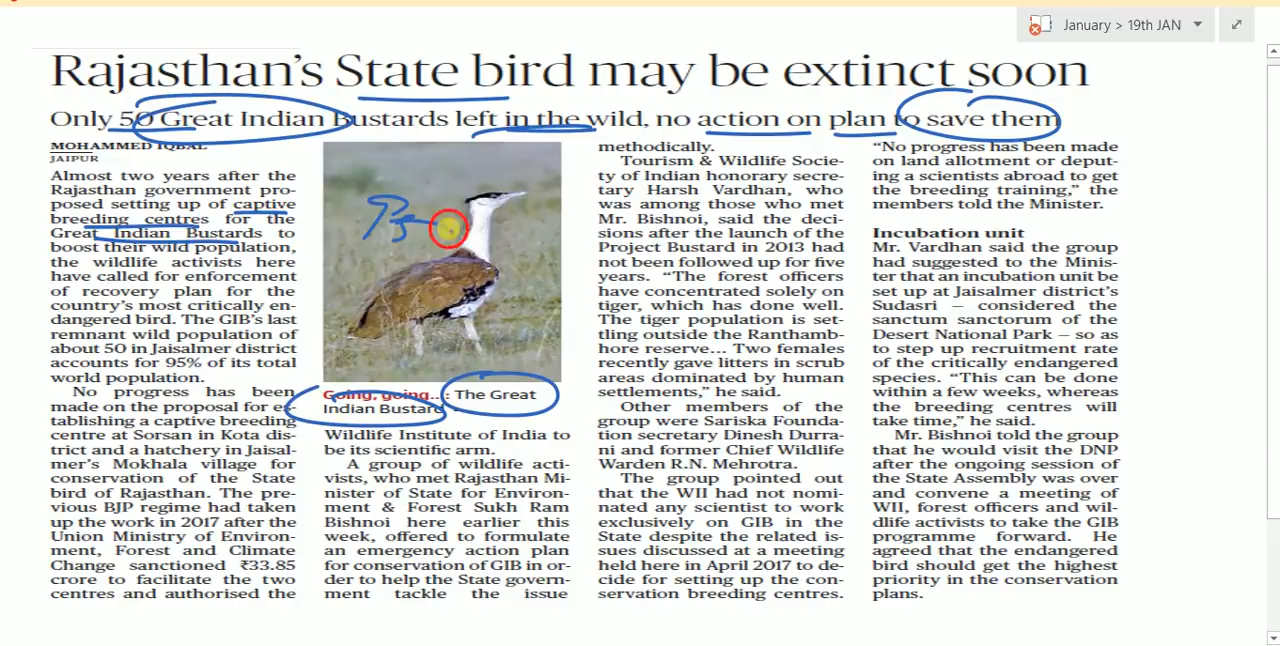 January > 19th JAN
Rajasthan's State bird may be extinct soon
Only 50 Great Indian Bustards left in the wild, no action on plan to save them
MOHAMMED IQBAL
JAIPUR
Almost two years after the
Rajasthan government pro-
posed setting up of captive
breeding centres for the
Great Indian Bustards to
boost their wild population,
the wildlife activists here
have called for enforcement
of recovery plan for the
country's most critically en-
dangered bird. The GIB's last
remnant wild population of
about 50 in Jaisalmer district
accounts for 95% of its total
world population.
No progress has been
made on the proposal for es-
tablishing a captive breeding
centre at Sorsan in Kota dis-
trict and a hatchery in Jaisal-
mer's Mokhala village for
conservation of the State
bird of Rajasthan. The pre-
vious BJP regime had taken
up the work in 2017 after the
Union Ministry of Environ-
ment, Forest and Climate
Change sanctioned ₹33.85
crore to facilitate the two
centres and authorised the
Going, going...: The Great
Indian Bustard
Wildlife Institute of India to
be its scientific arm.
A group of wildlife acti-
vists, who met Rajasthan Mi-
nister of State for Environ-
ment & Forest Sukh Ram
Bishnoi here earlier this
week, offered to formulate
an emergency action plan
for conservation of GIB in or-
der to help the State govern-
ment tackle the issue
methodically.
Tourism & Wildlife Socie-
ty of Indian honorary secre-
tary Harsh Vardhan, who
was among those who met
Mr. Bishnoi, said the deci-
sions after the launch of the
Project Bustard in 2013 had
not been followed up for five
years. "The forest officers
have concentrated solely on
tiger, which has done well.
The tiger population is set-
tling outside the Ranthamb-
hore reserve... Two females
recently gave litters in scrub
areas dominated by human
settlements," he said.
Other members of the
group were Sariska Founda-
tion secretary Dinesh Durra-
ni and former Chief Wildlife
Warden R.N. Mehrotra.
The group pointed out
that the WII had not nomi-
nated any scientist to work
exclusively on GIB in the
State despite the related is-
sues discussed at a meeting
held here in April 2017 to de-
cide for setting up the con-
servation breeding centres.
"No progress has been made
on land allotment or deput-
ing a scientists abroad to get
the breeding training," the
members told the Minister.
Incubation unit
Mr. Vardhan said the group
had suggested to the Minis-
ter that an incubation unit be
set up at Jaisalmer district's
Sudasri – considered the
sanctum sanctorum of the
Desert National Park – so as
to step up recruitment rate
of the critically endangered
species. "This can be done
within a few weeks, whereas
the breeding centres will
take time," he said.
Mr. Bishnoi told the group
that he would visit the DNP
after the ongoing session of
the State Assembly was over
and convene a meeting of
WII, forest officers and wil-
dlife activists to take the GIB
programme forward. He
agreed that the endangered
bird should get the highest
priority in the conservation
plans.